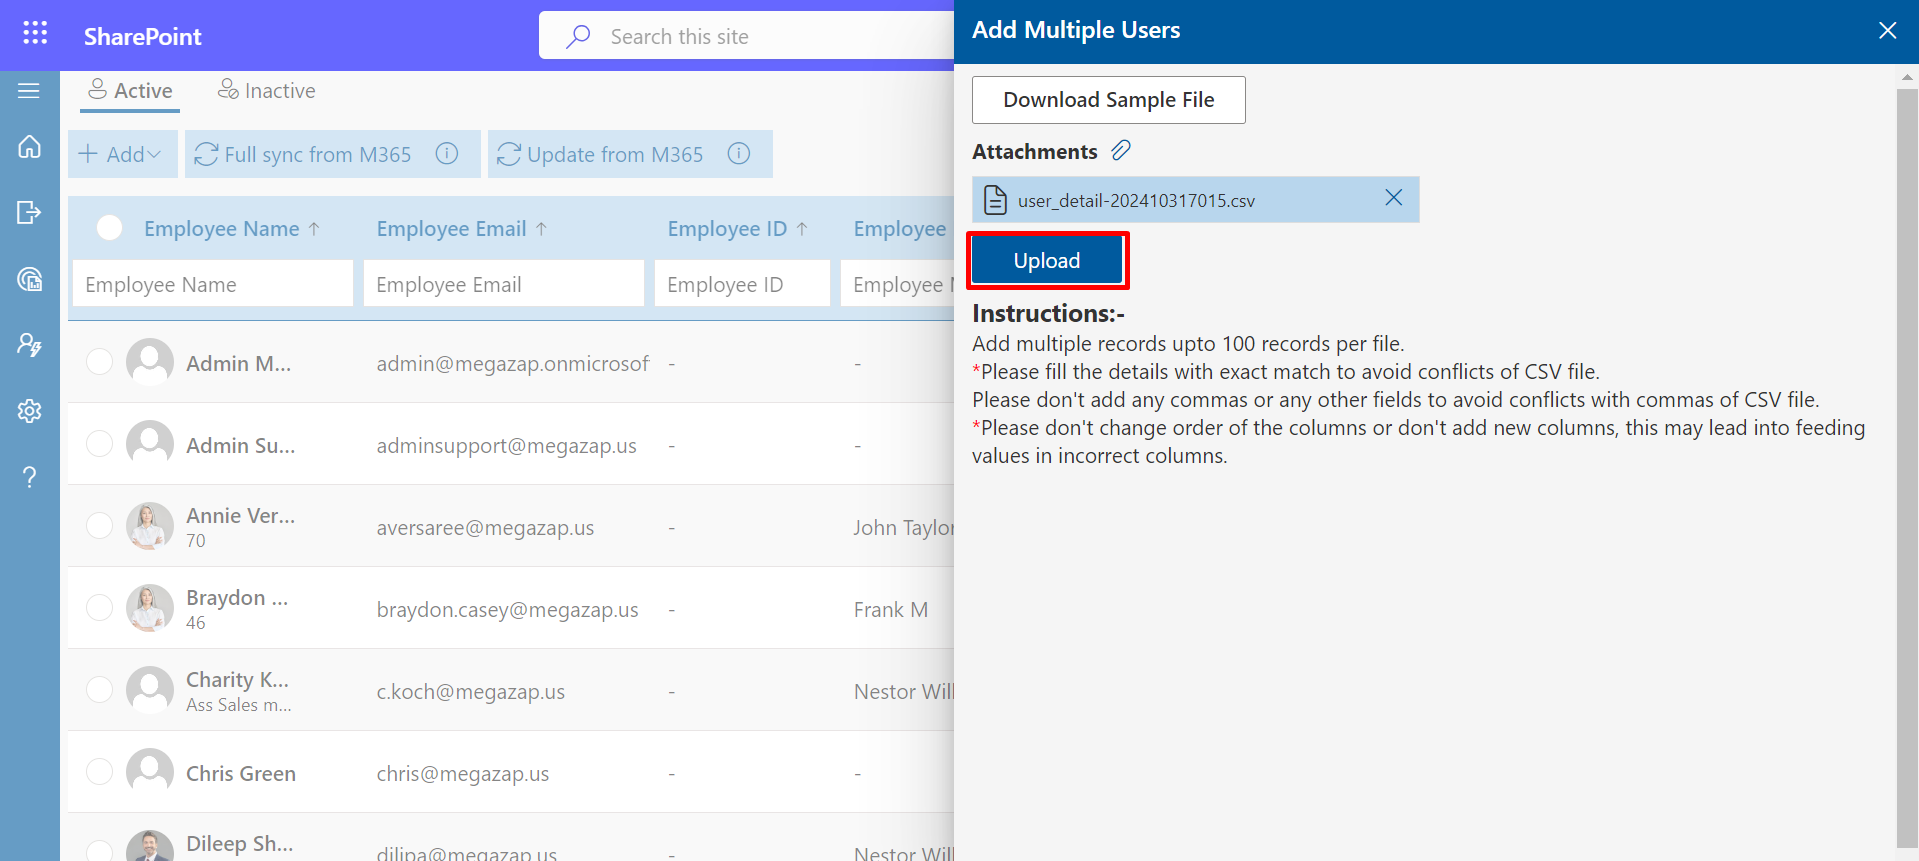 SharePoint
Search this site
Add Multiple Users
Active
Inactive
Add
Full sync from M365
Update from M365
Employee Name ↑
Employee Email ↑
Employee ID ↑
Employee
Employee Name
Employee Email
Employee ID
Employee
Admin M...
admin@megazap.onmicrosof
-
-
Admin Su...
adminsupport@megazap.us
-
-
Annie Ver...
70
aversaree@megazap.us
-
John Taylor
Braydon ...
46
braydon.casey@megazap.us
-
Frank M
Charity K...
Ass Sales m...
c.koch@megazap.us
-
Nestor Will
Chris Green
chris@megazap.us
-
-
Dileep Sh...
dilipa@megazap.us
-
Nestor Will
Download Sample File
Attachments
user_detail-202410317015.csv
Upload
Instructions:-
Add multiple records upto 100 records per file.
*Please fill the details with exact match to avoid conflicts of CSV file.
Please don't add any commas or any other fields to avoid conflicts with commas of CSV file.
*Please don't change order of the columns or don't add new columns, this may lead into feeding
values in incorrect columns.